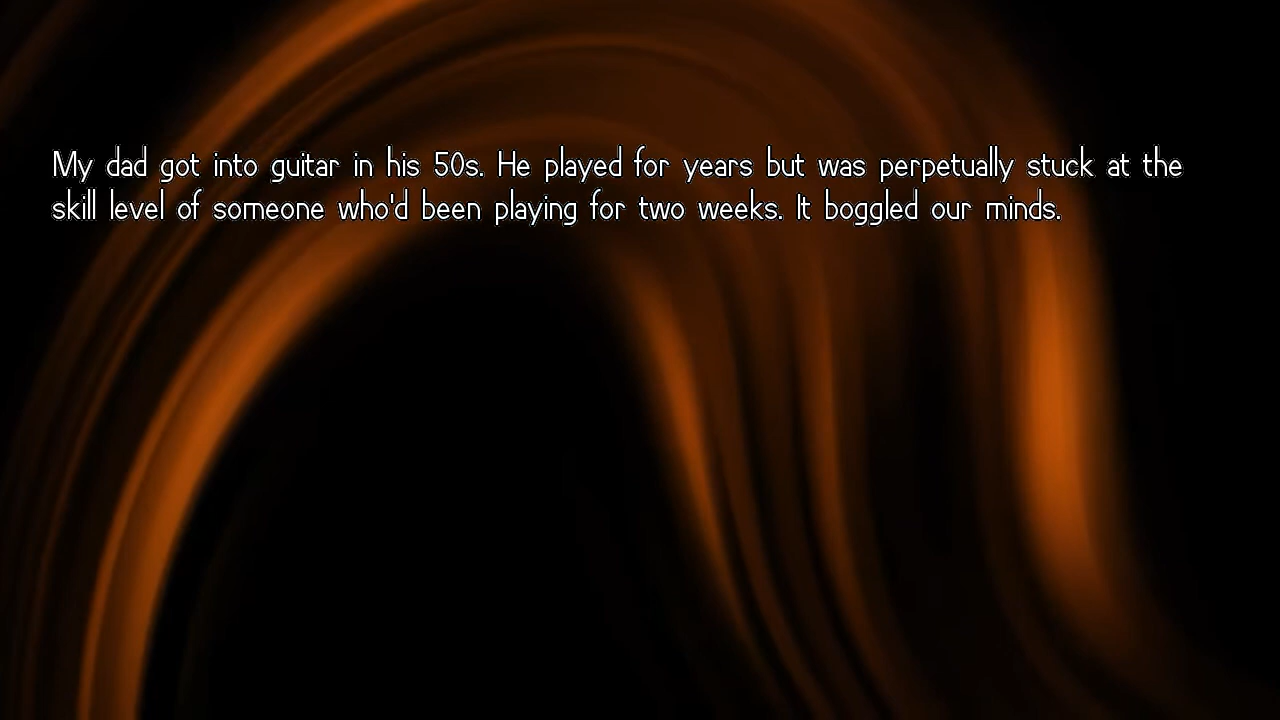 My dad got into guitar in his 50s. He played for years but was perpetually stuck at the
skill level of someone who'd been playing for two weeks. It boggled our minds.